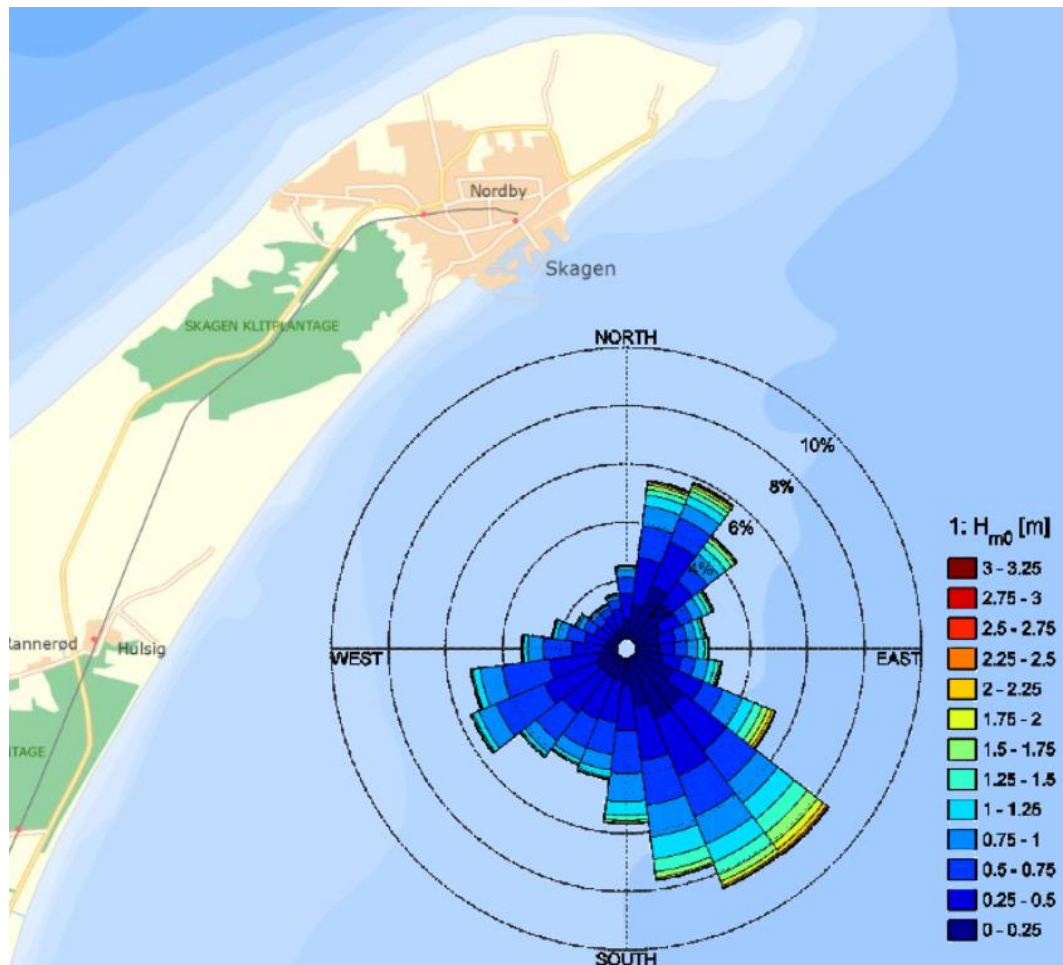 Nordby
Skagen
SKAGEN KLITPLANTAGE
NORTH
10%
8%
6%
4%
1: Hm0 [m]
3 - 3.25
2.75 - 3
2.5 - 2.75
2.25 - 2.5
2 - 2.25
1.75 - 2
1.5 - 1.75
1.25 - 1.5
1 - 1.25
0.75 - 1
0.5 - 0.75
0.25 - 0.5
0 - 0.25
Rannerød
Hulsig
WEST
EAST
NTAGE
SOUTH